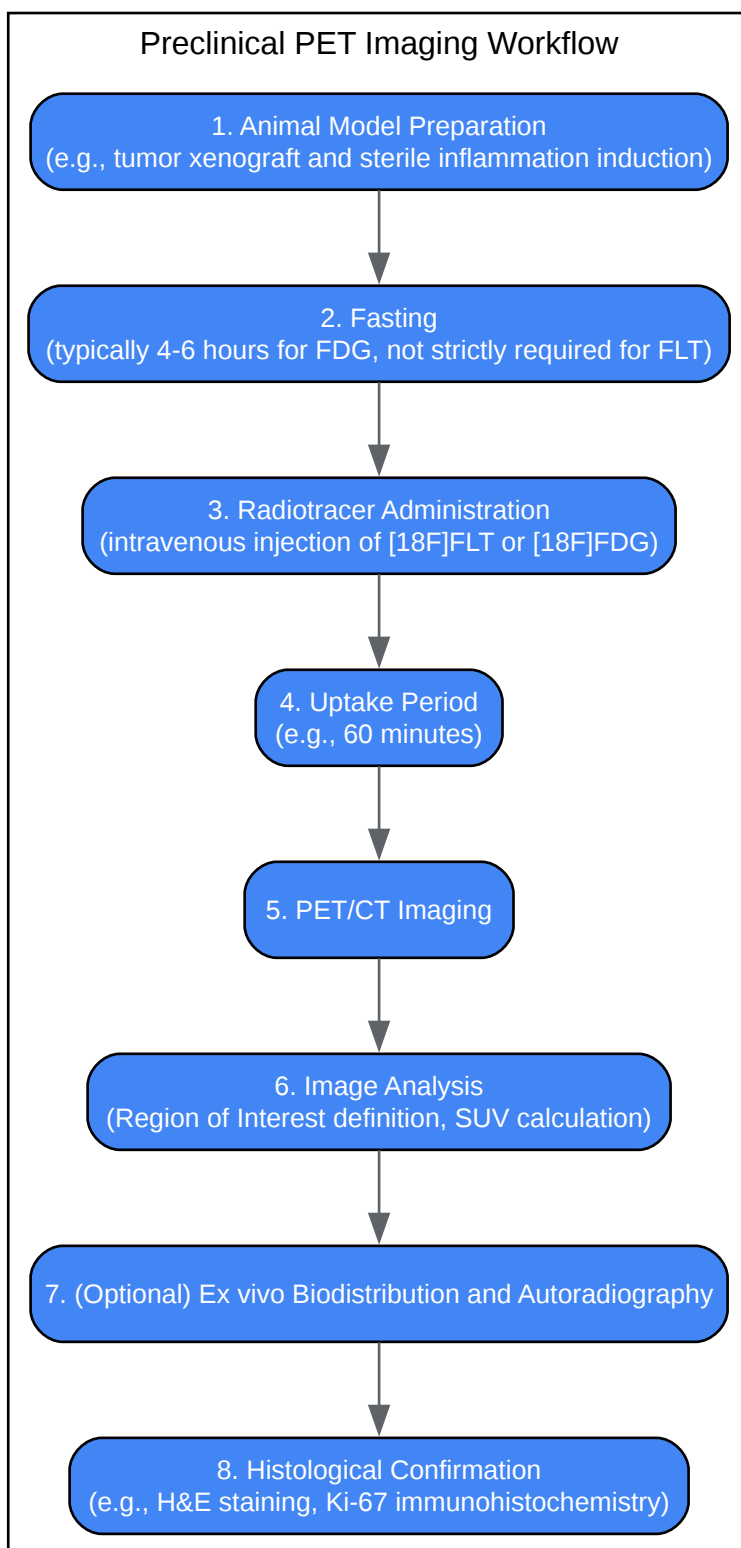 Preclinical PET Imaging Workflow
1. Animal Model Preparation
(e.g., tumor xenograft and sterile inflammation induction)
2. Fasting
(typically 4-6 hours for FDG, not strictly required for FLT)
3. Radiotracer Administration
(intravenous injection of [18F]FLT or [18F]FDG)
4. Uptake Period
(e.g., 60 minutes)
5. PET/CT Imaging
6. Image Analysis
(Region of Interest definition, SUV calculation)
7. (Optional) Ex vivo Biodistribution and Autoradiography
8. Histological Confirmation
(e.g., H&E staining, Ki-67 immunohistochemistry)